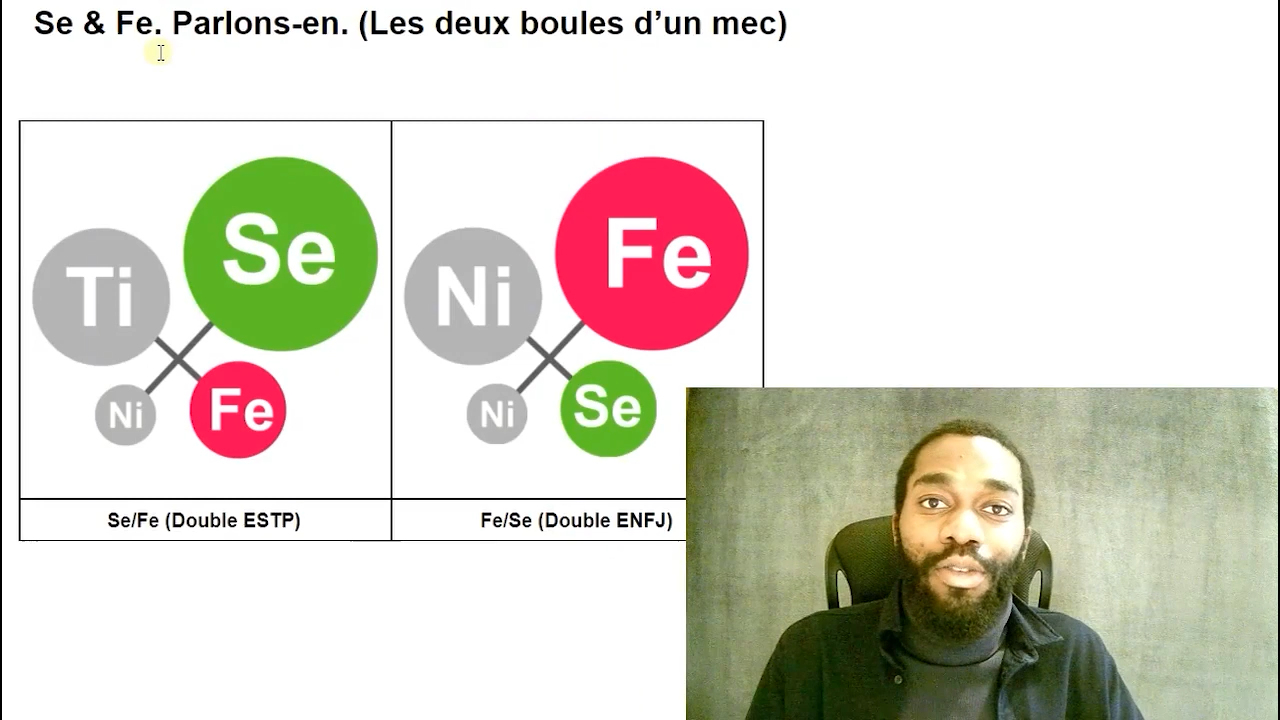 Se & Fe. Parlons-en. (Les deux boules d’un mec)
Ti
Se
Ni
Fe
Ni
Fe
Ni
Se
Se/Fe (Double ESTP)
Fe/Se (Double ENFJ)